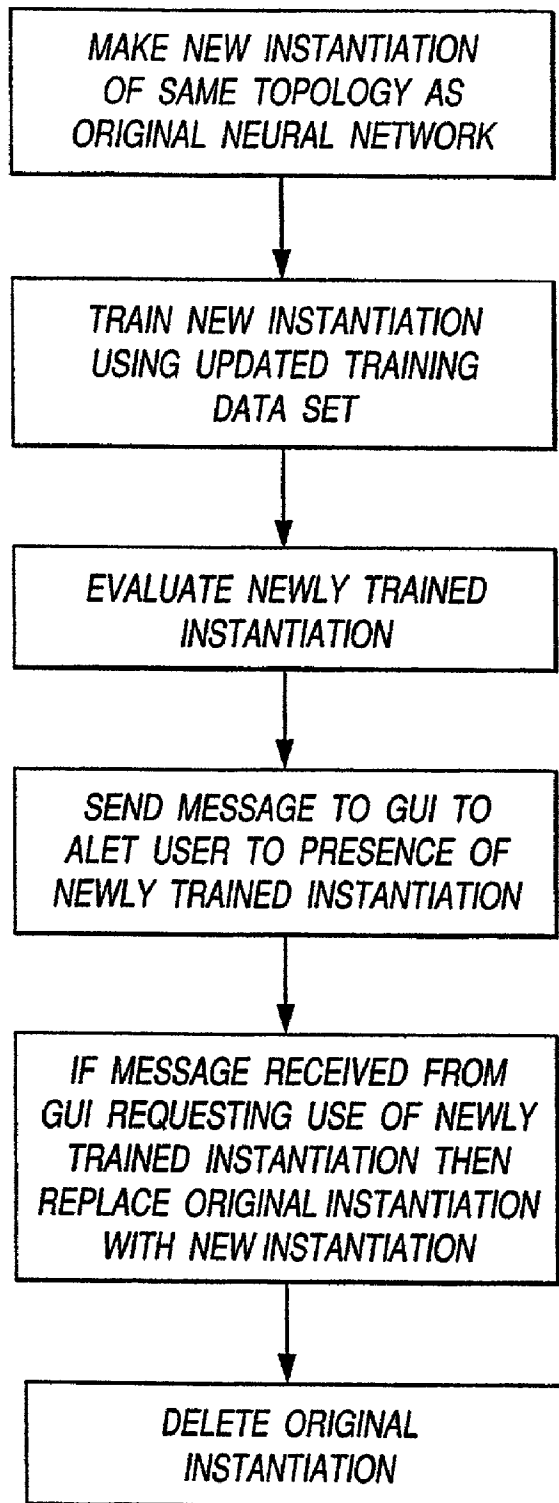 MAKE NEW INSTANTIATION
OF SAME TOPOLOGY AS
ORIGINAL NEURAL NETWORK
TRAIN NEW INSTANTIATION
USING UPDATED TRAINING
DATA SET
EVALUATE NEWLY TRAINED
INSTANTIATION
SEND MESSAGE TO GUI TO
ALET USER TO PRESENCE OF
NEWLY TRAINED INSTANTIATION
IF MESSAGE RECEIVED FROM
GUI REQUESTING USE OF NEWLY
TRAINED INSTANTIATION THEN
REPLACE ORIGINAL INSTANTIATION
WITH NEW INSTANTIATION
DELETE ORIGINAL
INSTANTIATION